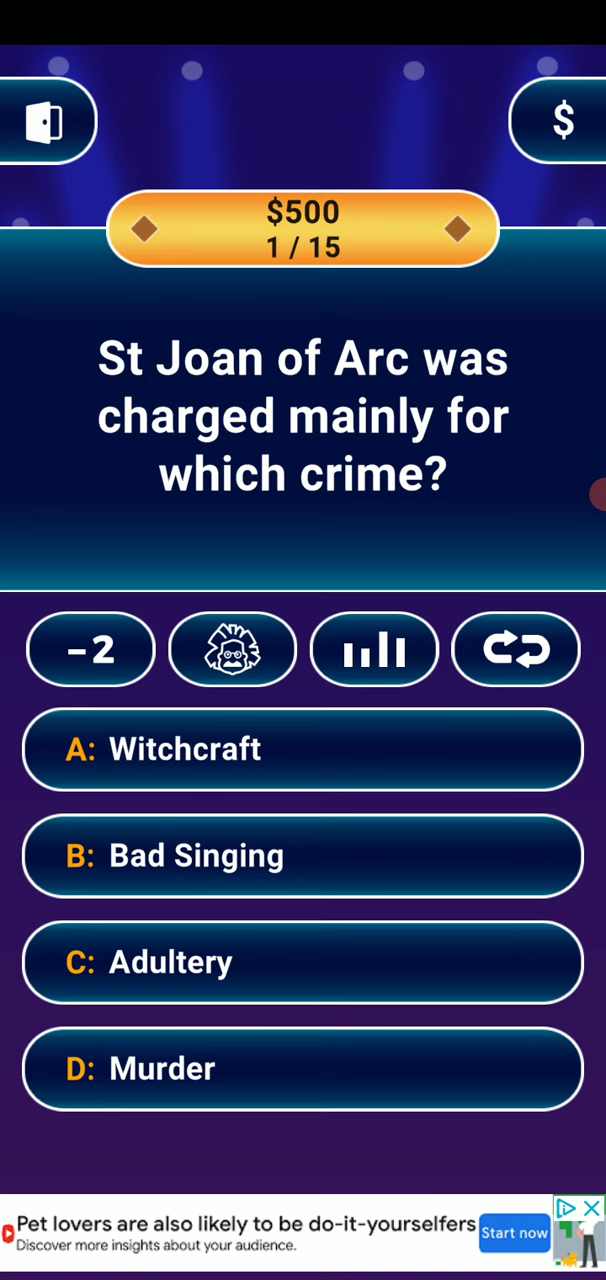 $
$500
1 / 15
St Joan of Arc was
charged mainly for
which crime?
-2
A: Witchcraft
B: Bad Singing
C: Adultery
D: Murder
Pet lovers are also likely to be do-it-yourselfers
Discover more insights about your audience.
Start now